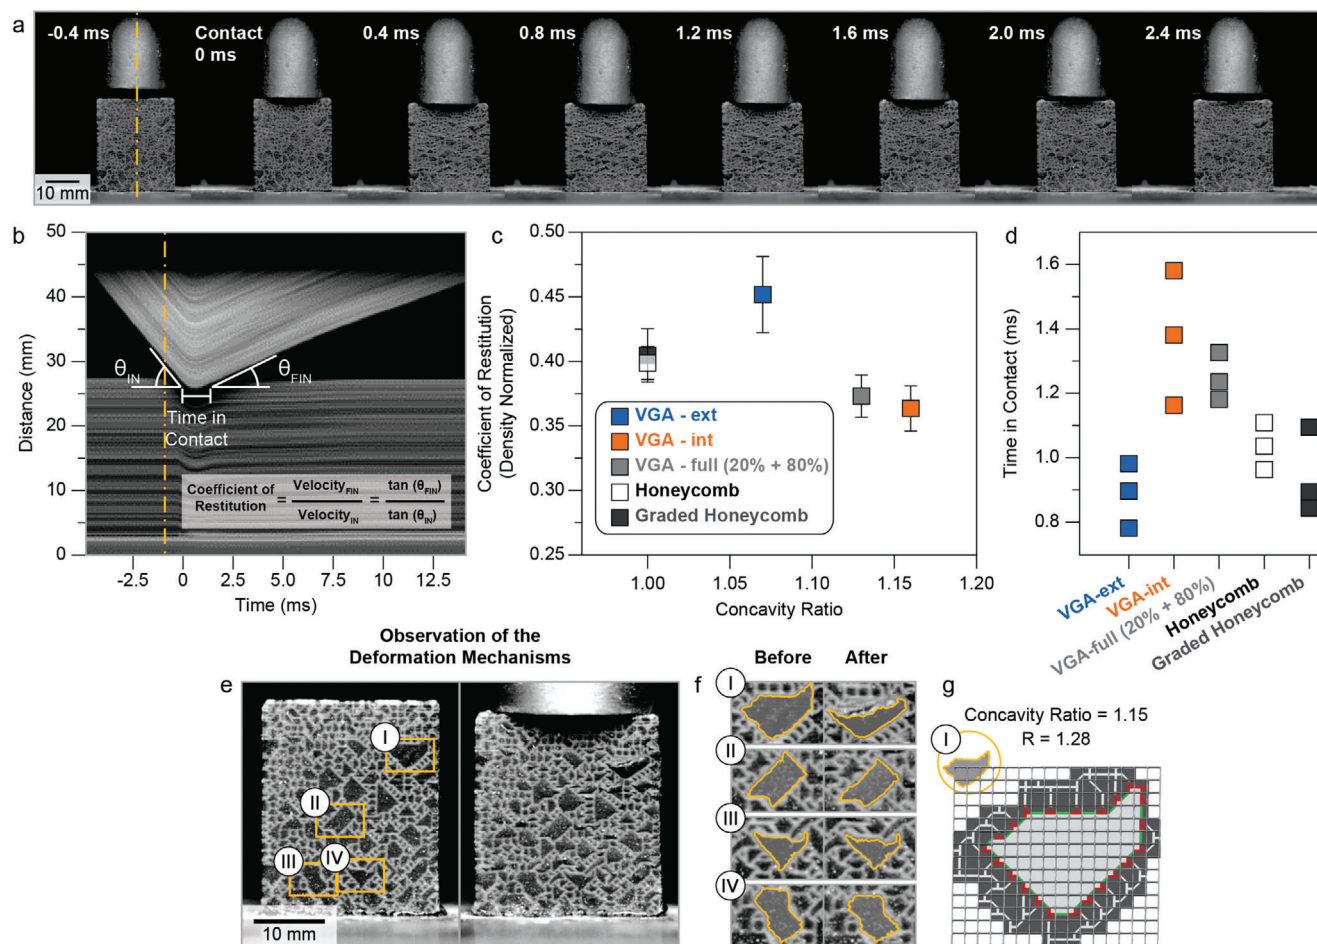 a
-0.4 ms
Contact
0 ms
0.4 ms
0.8 ms
1.2 ms
1.6 ms
2.0 ms
2.4 ms
10 mm
b
50
40
30
20
10
0
Distance (mm)
θIN
θFIN
Time in
Contact
Coefficient of
Restitution
= VelocityFIN / VelocityIN = tan (θFIN) / tan (θIN)
-2.5 0 2.5 5.0 7.5 10.0 12.5
Time (ms)
c
0.50
0.45
0.40
0.35
0.30
0.25
Coefficient of Restitution
(Density Normalized)
VGA - ext
VGA - int
VGA - full (20% + 80%)
Honeycomb
Graded Honeycomb
1.00 1.05 1.10 1.15 1.20
Concavity Ratio
d
1.6
1.4
1.2
1.0
0.8
Time in Contact (ms)
VGA-ext
VGA-int
VGA-full (20% + 80%)
Honeycomb
Graded Honeycomb
Observation of the
Deformation Mechanisms
e
I
II
III
IV
10 mm
f
Before After
I
II
III
IV
g
Concavity Ratio = 1.15
R = 1.28
I